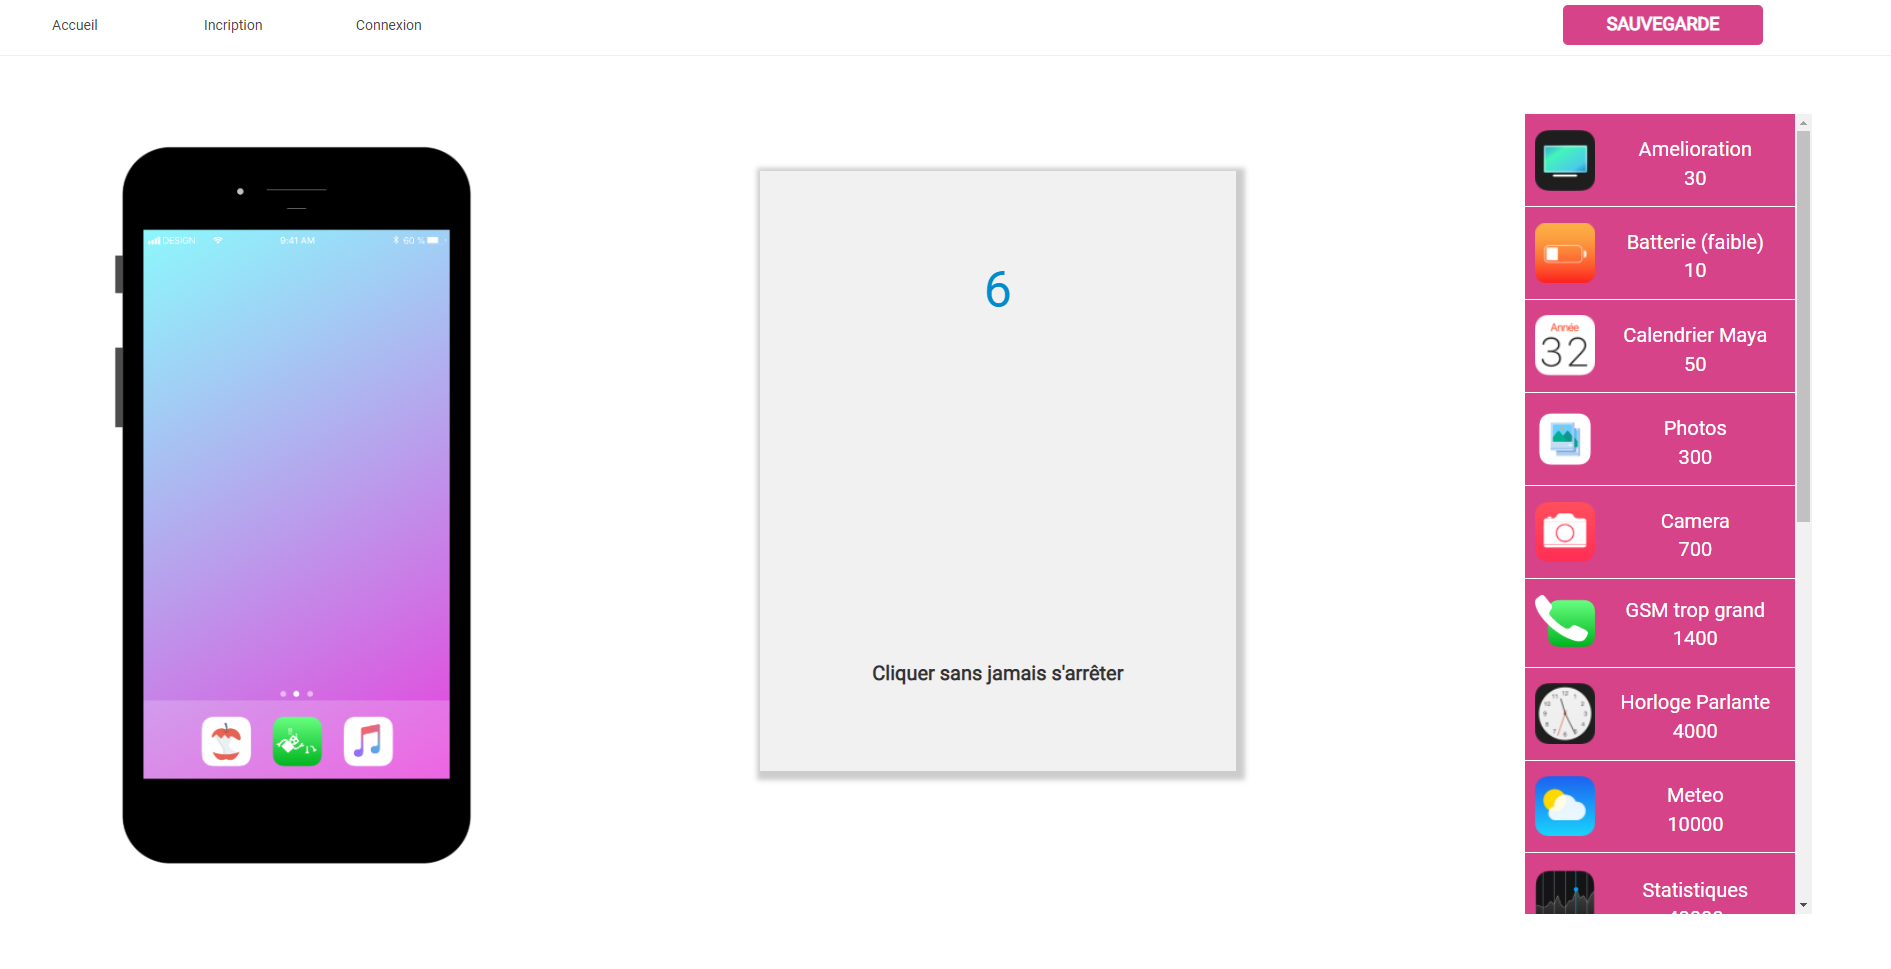 Accueil
Incription
Connexion
SAUVEGARDE
DESIGN
9:41 AM
60 %
6
Cliquer sans jamais s'arrêter
Amelioration
30
Batterie (faible)
10
Année
32
Calendrier Maya
50
Photos
300
Camera
700
GSM trop grand
1400
Horloge Parlante
4000
Meteo
10000
Statistiques